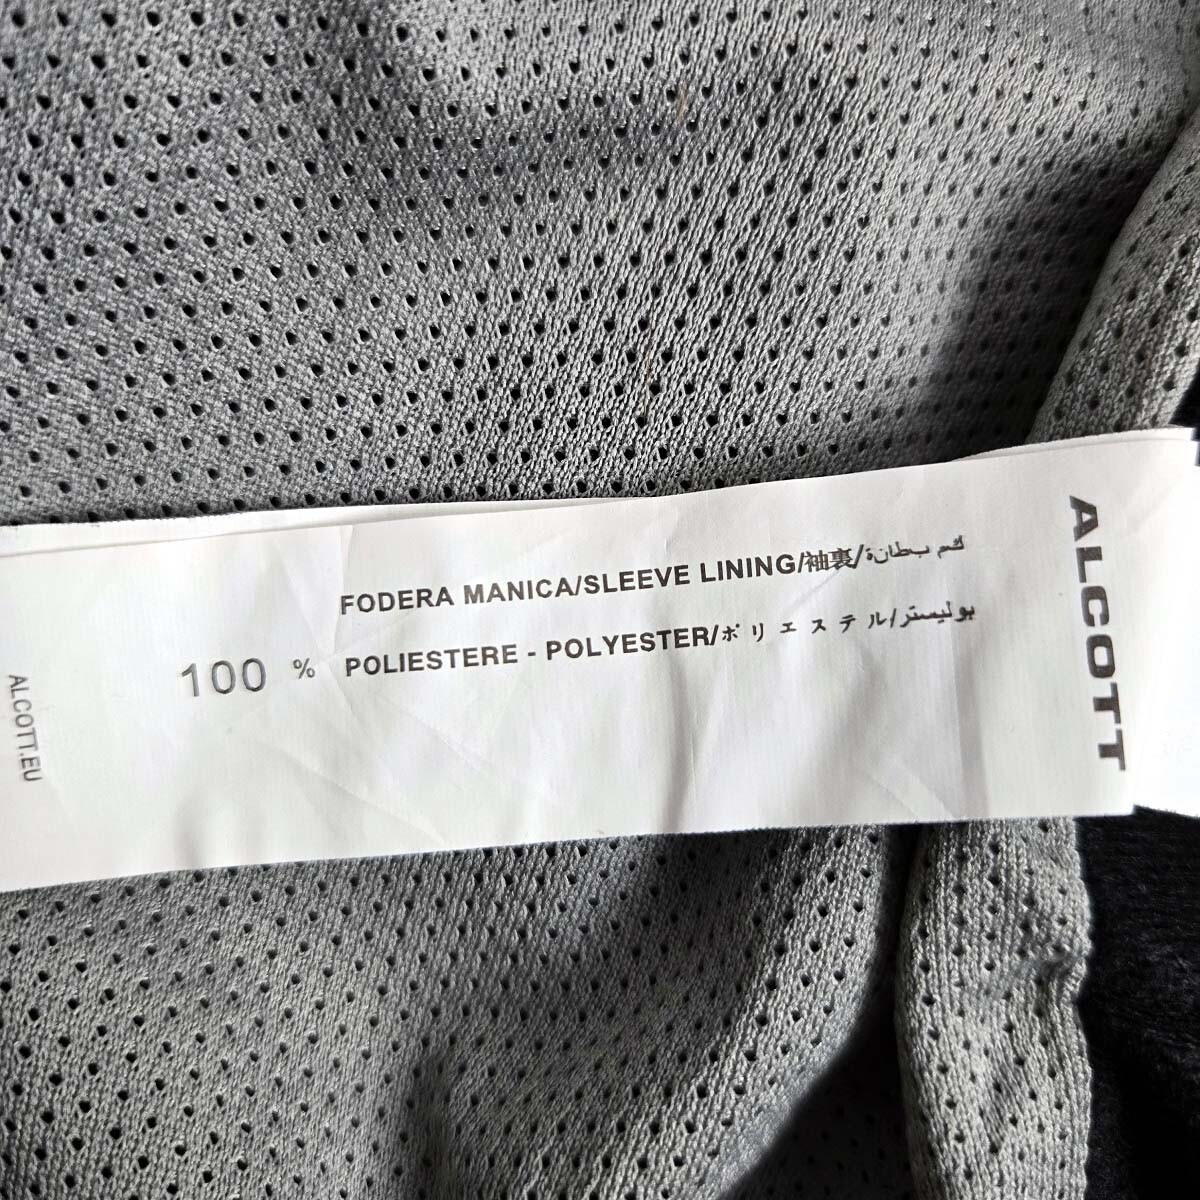 FODERA MANICA/SLEEVE LINING/袖裏/كم بطانة
100 % POLIESTERE - POLYESTER/ポリエステル/بوليستر
ALCOTT
ALCOTT.EU